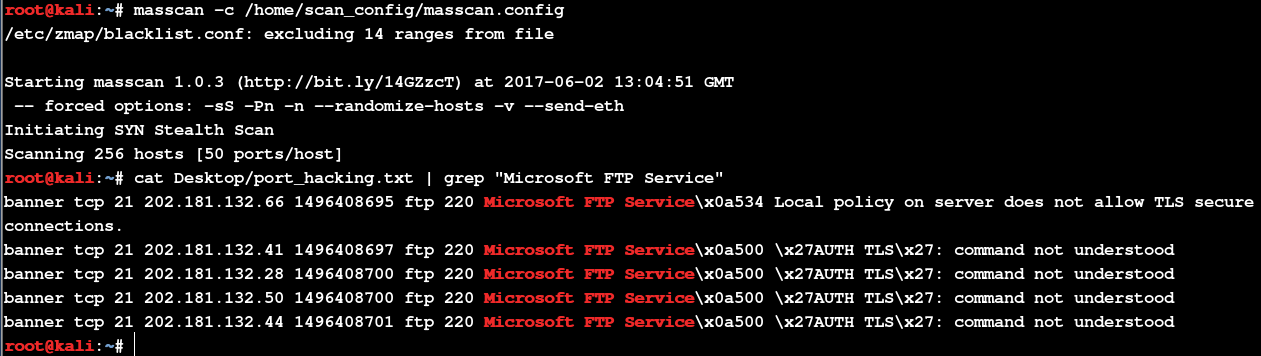 root@kali:~# masscan -c /home/scan_config/masscan.config
/etc/zmap/blacklist.conf: excluding 14 ranges from file
Starting masscan 1.0.3 (http://bit.ly/14GZzcT) at 2017-06-02 13:04:51 GMT
-- forced options: -sS -Pn -n --randomize-hosts -v --send-eth
Initiating SYN Stealth Scan
Scanning 256 hosts [50 ports/host]
root@kali:~# cat Desktop/port_hacking.txt | grep "Microsoft FTP Service"
banner tcp 21 202.181.132.66 1496408695 ftp 220 Microsoft FTP Service\x0a534 Local policy on server does not allow TLS secure
connections.
banner tcp 21 202.181.132.41 1496408697 ftp 220 Microsoft FTP Service\x0a500 \x27AUTH TLS\x27: command not understood
banner tcp 21 202.181.132.28 1496408700 ftp 220 Microsoft FTP Service\x0a500 \x27AUTH TLS\x27: command not understood
banner tcp 21 202.181.132.50 1496408700 ftp 220 Microsoft FTP Service\x0a500 \x27AUTH TLS\x27: command not understood
banner tcp 21 202.181.132.44 1496408701 ftp 220 Microsoft FTP Service\x0a500 \x27AUTH TLS\x27: command not understood
root@kali:~#